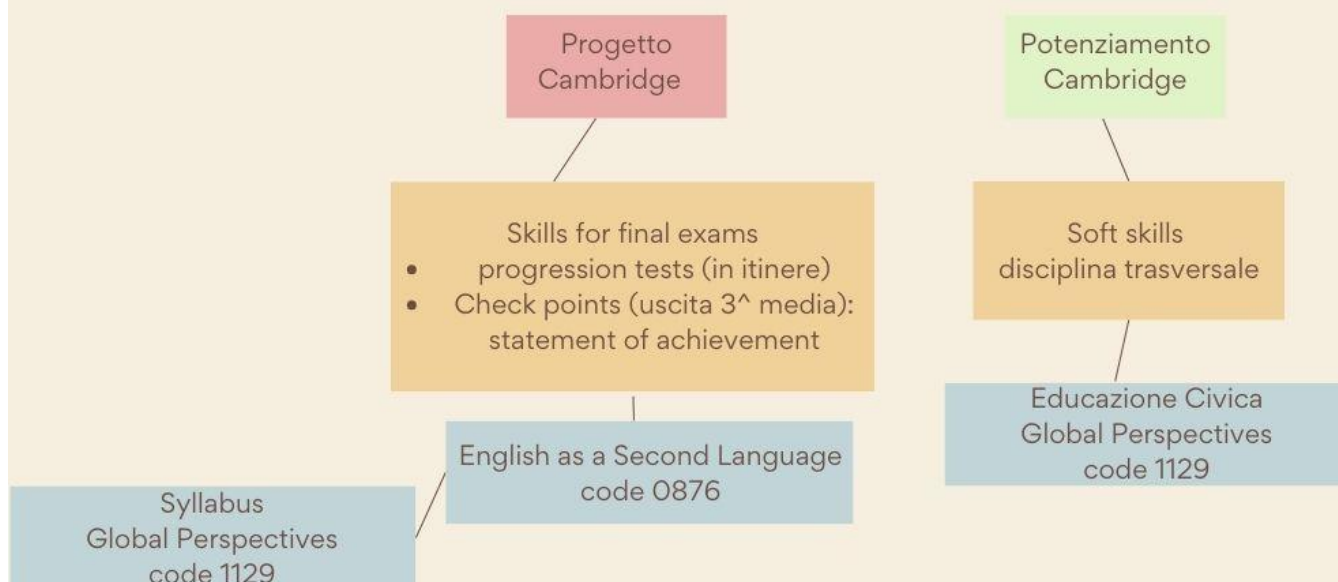 Progetto
Cambridge
Potenziamento
Cambridge
Skills for final exams
• progression tests (in itinere)
• Check points (uscita 3^ media):
statement of achievement
Soft skills
disciplina trasversale
English as a Second Language
code 0876
Educazione Civica
Global Perspectives
code 1129
Syllabus
Global Perspectives
code 1129